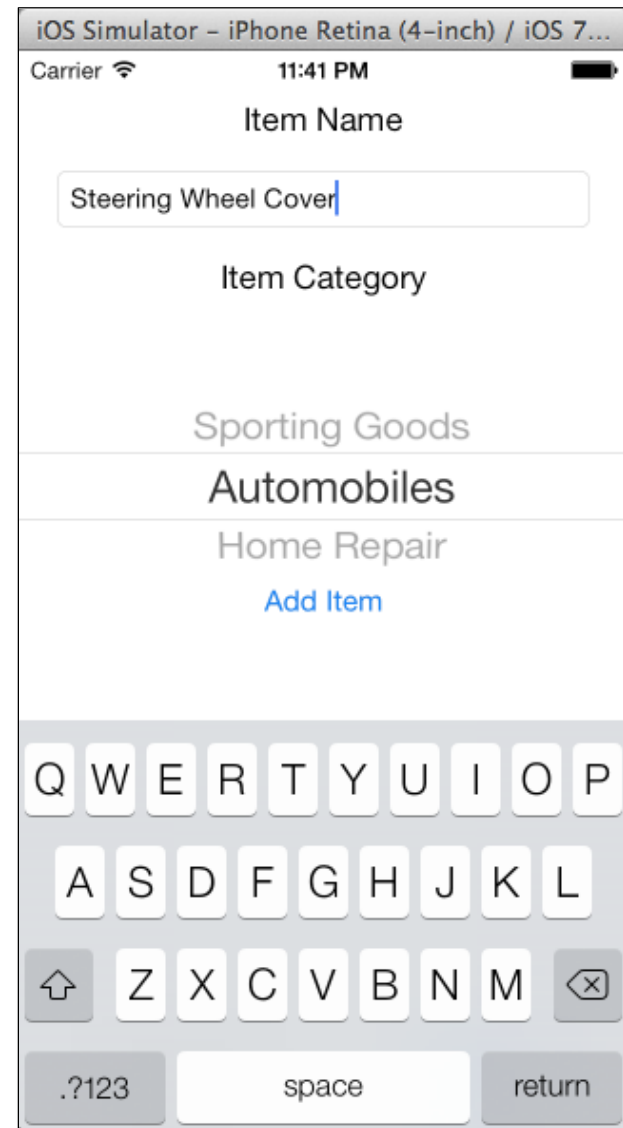 iOS Simulator – iPhone Retina (4-inch) / iOS 7...
Carrier 11:41 PM
Item Name
Steering Wheel Cover
Item Category
Sporting Goods
Automobiles
Home Repair
Add Item
Q W E R T Y U I O P
A S D F G H J K L
Z X C V B N M
.?123 space return